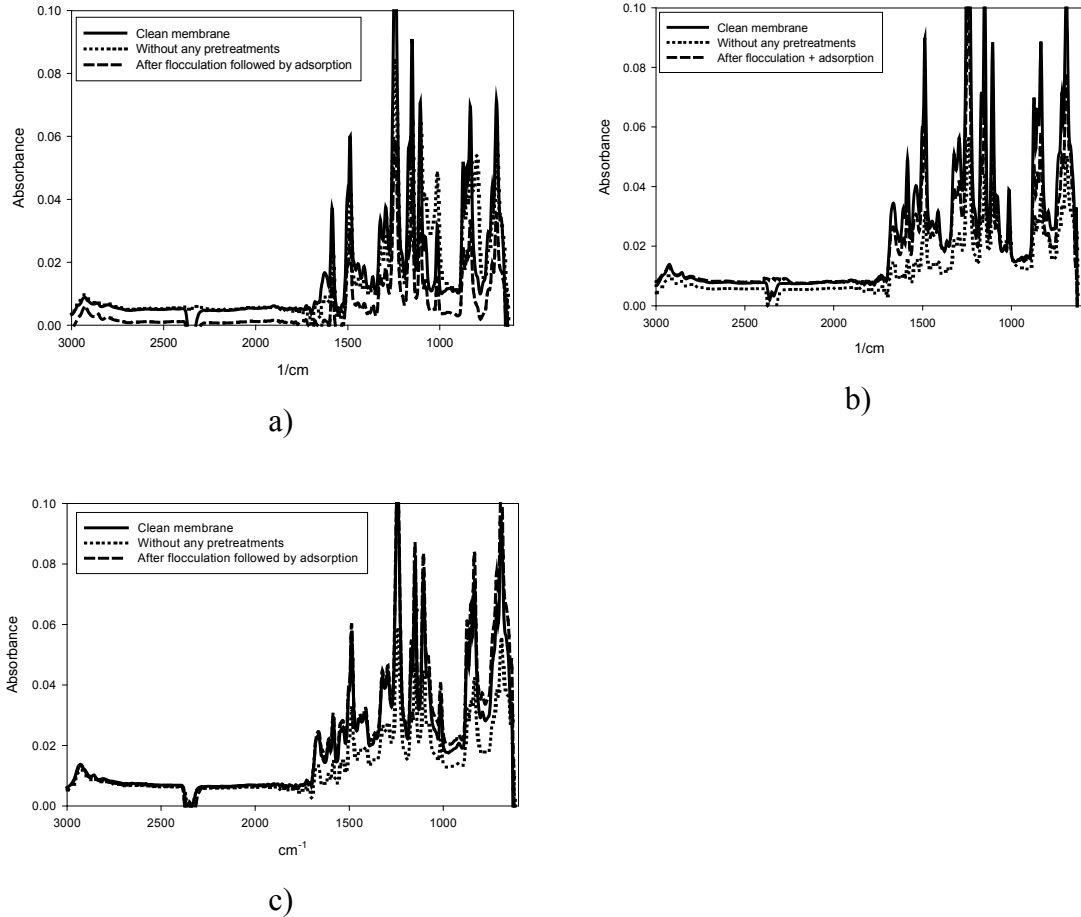 Clean membrane
Without any pretreatments
After flocculation followed by adsorption
Absorbance
0.10
0.08
0.06
0.04
0.02
0.00
3000 2500 2000 1500 1000
1/cm
a)
Clean membrane
Without any pretreatments
After flocculation + adsorption
Absorbance
0.10
0.08
0.06
0.04
0.02
0.00
3000 2500 2000 1500 1000
1/cm
b)
Clean membrane
Without any pretreatments
After flocculation followed by adsorption
Absorbance
0.10
0.08
0.06
0.04
0.02
0.00
3000 2500 2000 1500 1000
cm⁻¹
c)